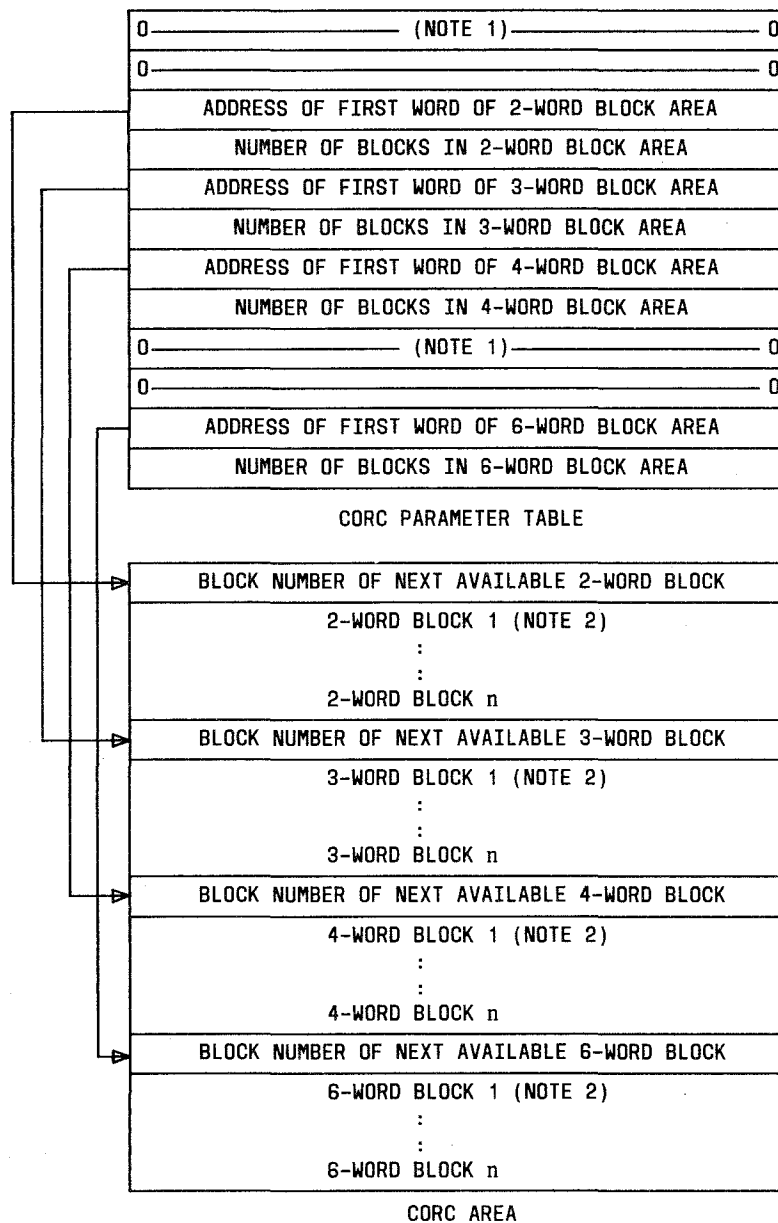 0 (NOTE 1) 0
0 0
ADDRESS OF FIRST WORD OF 2-WORD BLOCK AREA
NUMBER OF BLOCKS IN 2-WORD BLOCK AREA
ADDRESS OF FIRST WORD OF 3-WORD BLOCK AREA
NUMBER OF BLOCKS IN 3-WORD BLOCK AREA
ADDRESS OF FIRST WORD OF 4-WORD BLOCK AREA
NUMBER OF BLOCKS IN 4-WORD BLOCK AREA
0 (NOTE 1) 0
0 0
ADDRESS OF FIRST WORD OF 6-WORD BLOCK AREA
NUMBER OF BLOCKS IN 6-WORD BLOCK AREA
CORC PARAMETER TABLE
BLOCK NUMBER OF NEXT AVAILABLE 2-WORD BLOCK
2-WORD BLOCK 1 (NOTE 2)
:
:
2-WORD BLOCK n
BLOCK NUMBER OF NEXT AVAILABLE 3-WORD BLOCK
3-WORD BLOCK 1 (NOTE 2)
:
:
3-WORD BLOCK n
BLOCK NUMBER OF NEXT AVAILABLE 4-WORD BLOCK
4-WORD BLOCK 1 (NOTE 2)
:
:
4-WORD BLOCK n
BLOCK NUMBER OF NEXT AVAILABLE 6-WORD BLOCK
6-WORD BLOCK 1 (NOTE 2)
:
:
6-WORD BLOCK n
CORC AREA